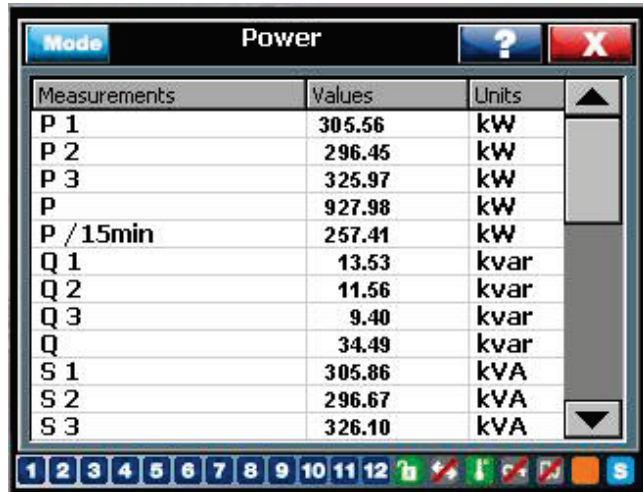 Mode Power ? X
Measurements Values Units
P 1 305.56 kW
P 2 296.45 kW
P 3 325.97 kW
P 927.98 kW
P / 15min 257.41 kW
Q 1 13.53 kvar
Q 2 11.56 kvar
Q 3 9.40 kvar
Q 34.49 kvar
S 1 305.86 kVA
S 2 296.67 kVA
S 3 326.10 kVA
1 2 3 4 5 6 7 8 9 10 11 12 S